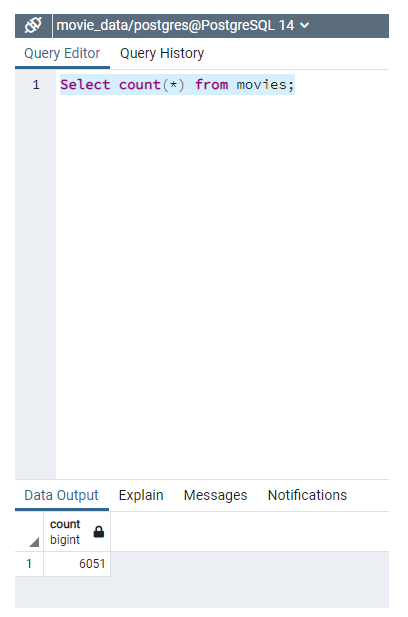 movie_data/postgres@PostgreSQL 14
Query Editor Query History
1 Select count(*) from movies;
Data Output Explain Messages Notifications
count
bigint
1 6051